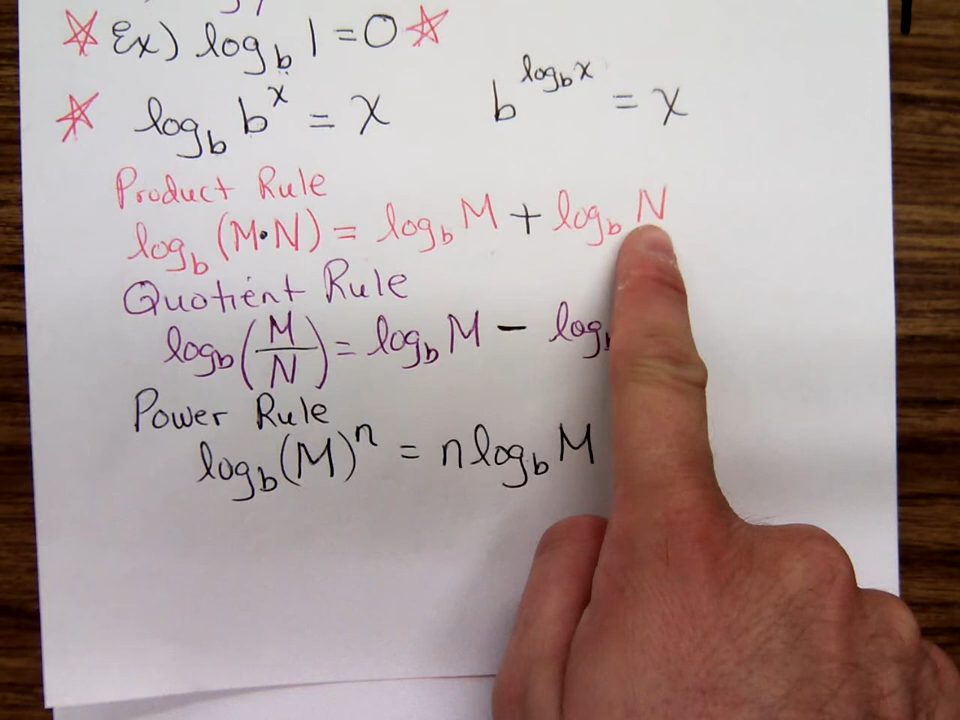 Ex) log_b 1 = 0
log_b b^x = x b^(log_b x) = x
Product Rule
log_b (M·N) = log_b M + log_b N
Quotient Rule
log_b (M/N) = log_b M − log
Power Rule
log_b (M)^n = n log_b M